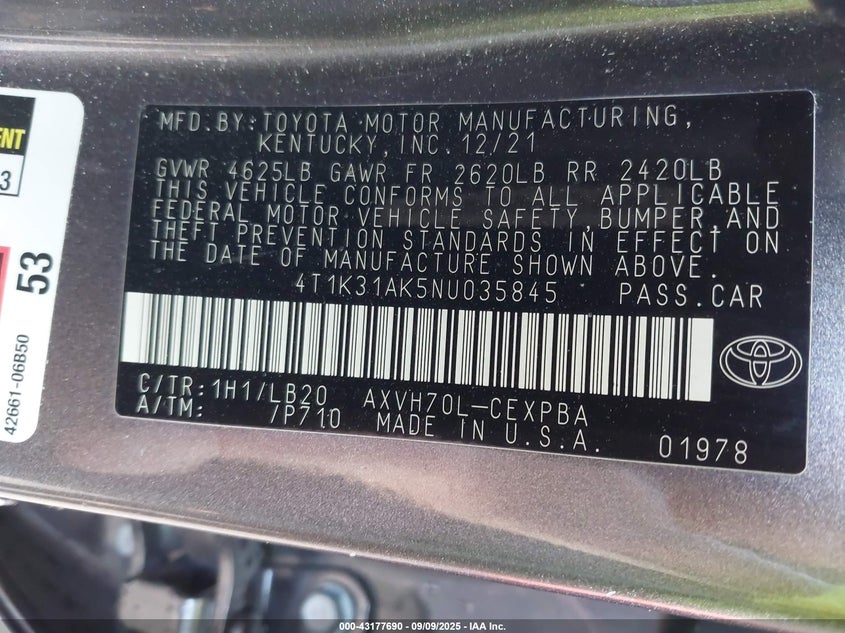 MFD.BY:TOYOTA MOTOR MANUFACTURING,
KENTUCKY,INC.12/21
GVWR 4625LB GAWR FR 2620LB RR 2420LB
THIS VEHICLE CONFORMS TO ALL APPLICABLE
FEDERAL MOTOR VEHICLE SAFETY,BUMPER,AND
THEFT PREVENTION STANDARDS IN EFFECT ON
THE DATE OF MANUFACTURE SHOWN ABOVE.
4T1K31AK5NU035845 PASS.CAR
C/TR:1H1/LB20 AXVH70L-CEXPBA
A/TM: /P710 MADE IN U.S.A.
01978
53
42661-06B50
000-43177690 - 09/09/2025 - IAA Inc.